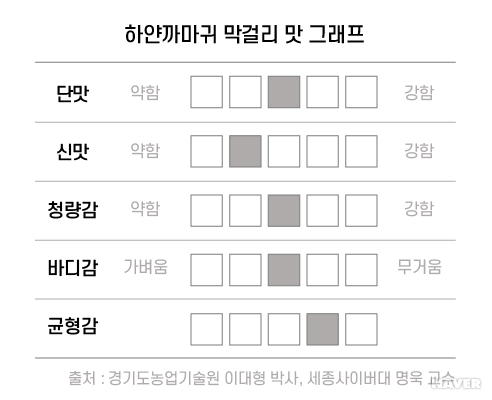 하얀까마귀 막걸리 맛 그래프
단맛 약함 강함
신맛 약함 강함
청량감 약함 강함
바디감 가벼움 무거움
균형감
출처 : 경기도농업기술원 이대형 박사, 세종사이버대 명욱 교수
NAVER